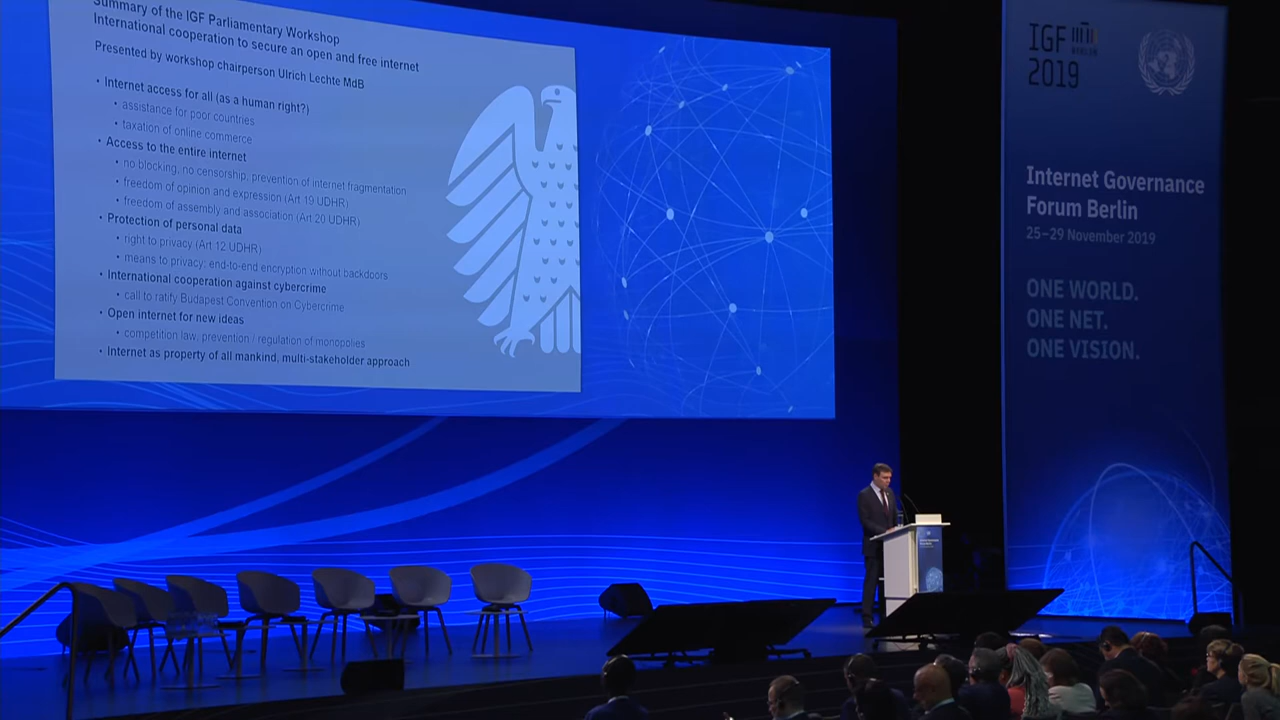 Summary of the IGF Parliamentary Workshop
International cooperation to secure an open and free internet
Presented by workshop chairperson Ulrich Lechte MdB
• Internet access for all (as a human right?)
• assistance for poor countries
• taxation of online commerce
• Access to the entire internet
• no blocking, no censorship, prevention of internet fragmentation
• freedom of opinion and expression (Art 19 UDHR)
• freedom of assembly and association (Art 20 UDHR)
• Protection of personal data
• right to privacy (Art 12 UDHR)
• means to privacy: end-to-end encryption without backdoors
• International cooperation against cybercrime
• call to ratify Budapest Convention on Cybercrime
• Open internet for new ideas
• competition law, prevention / regulation of monopolies
• Internet as property of all mankind, multi-stakeholder approach
IGF
BERLIN
2019
Internet Governance
Forum Berlin
25–29 November 2019
ONE WORLD.
ONE NET.
ONE VISION.